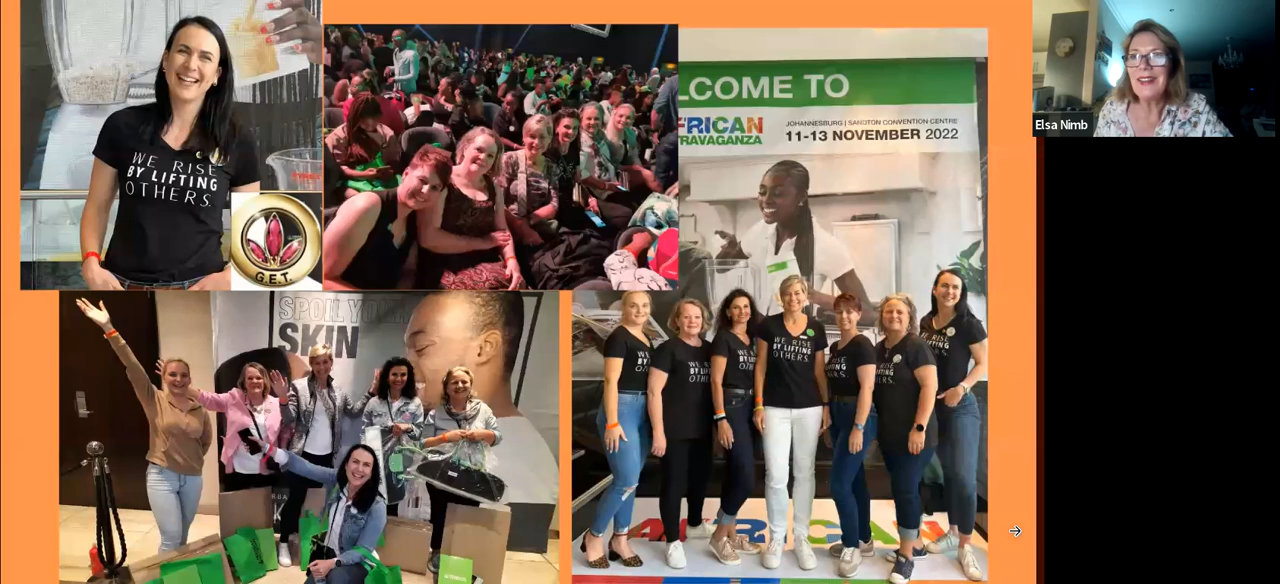 WE RISE
BY LIFTING
OTHERS.
G.E.T.
LCOME TO
FRICAN
TRAVAGANZA
JOHANNESBURG | SANDTON CONVENTION CENTRE
11-13 NOVEMBER 2022
Elsa Nimb
SPOIL YOUR
SKIN
WE RISE
BY LIFTING
OTHERS.
AFRICAN